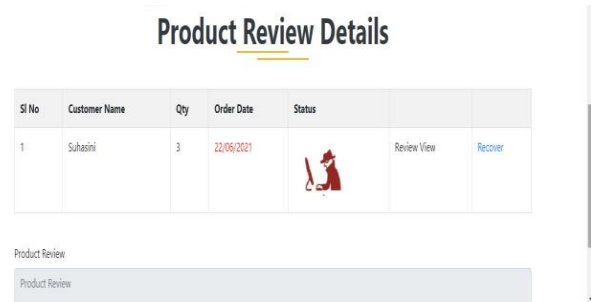 Product Review Details
Sl No Customer Name Qty Order Date Status
1 Suhasini 3 22/06/2021 Review View Recover
Product Review
Product Review